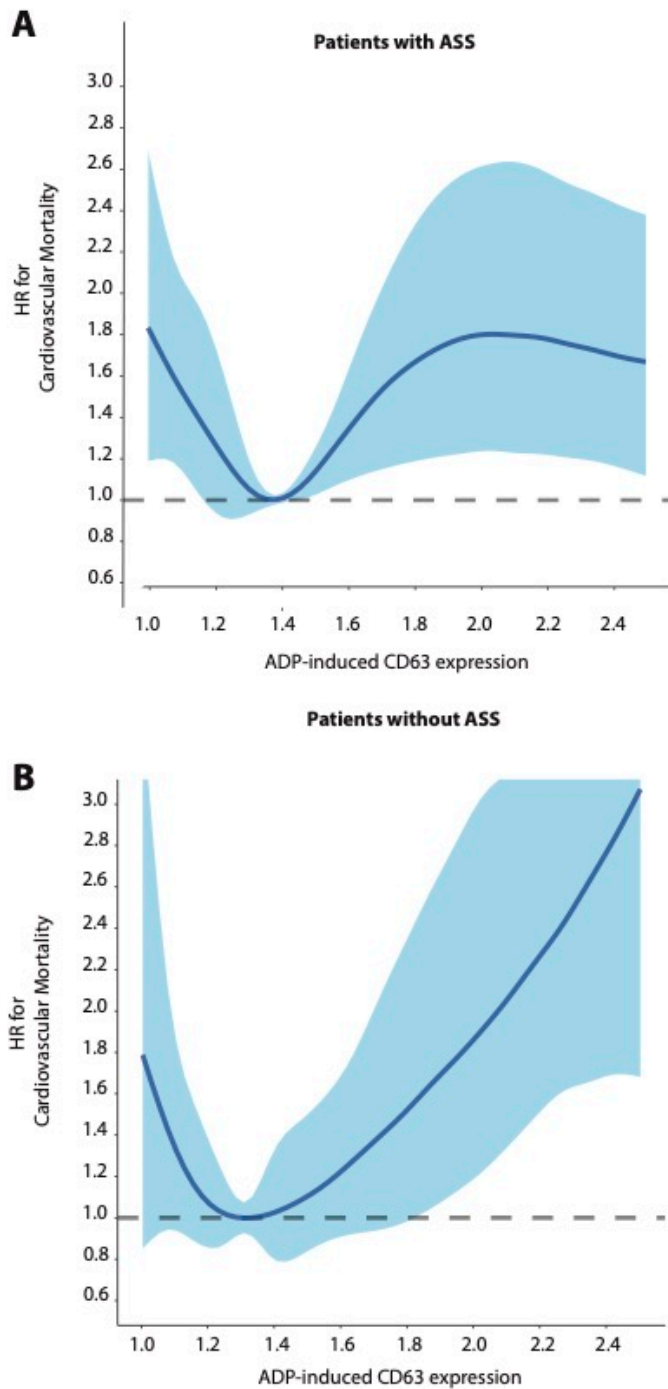 A
Patients with ASS
HR for
Cardiovascular Mortality
3.0
2.8
2.6
2.4
2.2
2.0
1.8
1.6
1.4
1.2
1.0
0.8
0.6
1.0 1.2 1.4 1.6 1.8 2.0 2.2 2.4
ADP-induced CD63 expression
Patients without ASS
B
HR for
Cardiovascular Mortality
3.0
2.8
2.6
2.4
2.2
2.0
1.8
1.6
1.4
1.2
1.0
0.8
0.6
1.0 1.2 1.4 1.6 1.8 2.0 2.2 2.4
ADP-induced CD63 expression